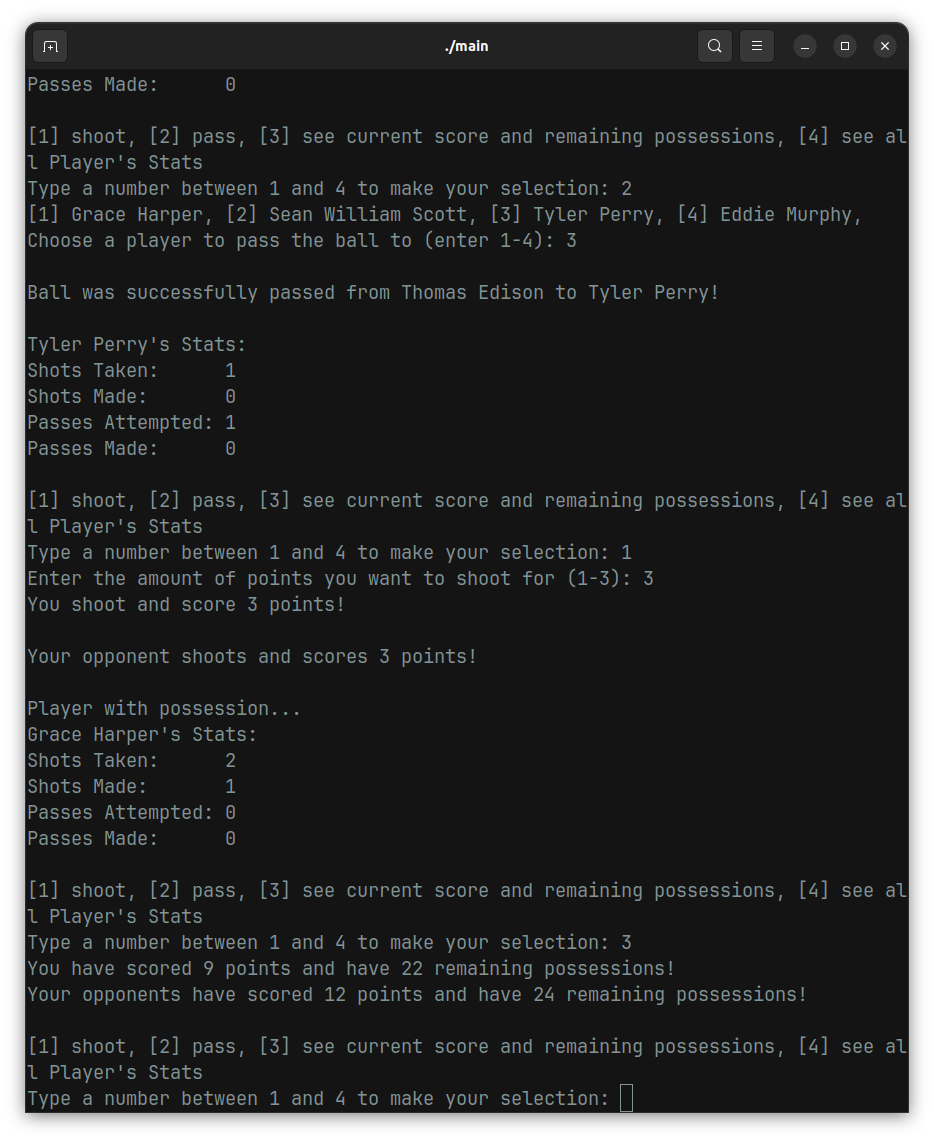 ./main
Passes Made:      0

[1] shoot, [2] pass, [3] see current score and remaining possessions, [4] see al
l Player's Stats
Type a number between 1 and 4 to make your selection: 2
[1] Grace Harper, [2] Sean William Scott, [3] Tyler Perry, [4] Eddie Murphy,
Choose a player to pass the ball to (enter 1-4): 3

Ball was successfully passed from Thomas Edison to Tyler Perry!

Tyler Perry's Stats:
Shots Taken:      1
Shots Made:       0
Passes Attempted: 1
Passes Made:      0

[1] shoot, [2] pass, [3] see current score and remaining possessions, [4] see al
l Player's Stats
Type a number between 1 and 4 to make your selection: 1
Enter the amount of points you want to shoot for (1-3): 3
You shoot and score 3 points!

Your opponent shoots and scores 3 points!

Player with possession...
Grace Harper's Stats:
Shots Taken:      2
Shots Made:       1
Passes Attempted: 0
Passes Made:      0

[1] shoot, [2] pass, [3] see current score and remaining possessions, [4] see al
l Player's Stats
Type a number between 1 and 4 to make your selection: 3
You have scored 9 points and have 22 remaining possessions!
Your opponents have scored 12 points and have 24 remaining possessions!

[1] shoot, [2] pass, [3] see current score and remaining possessions, [4] see al
l Player's Stats
Type a number between 1 and 4 to make your selection: